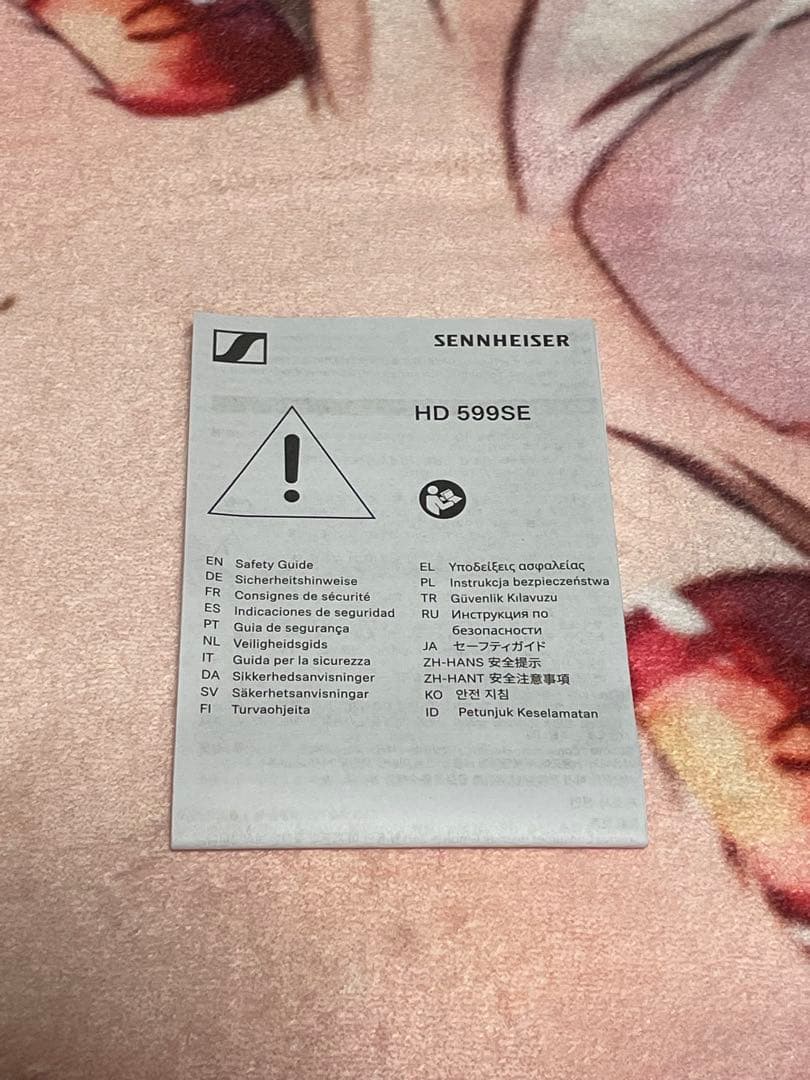 SENNHEISER
HD 599SE
EN Safety Guide
DE Sicherheitshinweise
FR Consignes de sécurité
ES Indicaciones de seguridad
PT Guia de segurança
NL Veiligheidsgids
IT Guida per la sicurezza
DA Sikkerhedsanvisninger
SV Säkerhetsanvisningar
FI Turvaohjeita
EL Υποδείξεις ασφαλείας
PL Instrukcja bezpieczeństwa
TR Güvenlik Kılavuzu
RU Инструкция по
безопасности
JA セーフティガイド
ZH-HANS 安全提示
ZH-HANT 安全注意事項
KO 안전 지침
ID Petunjuk Keselamatan